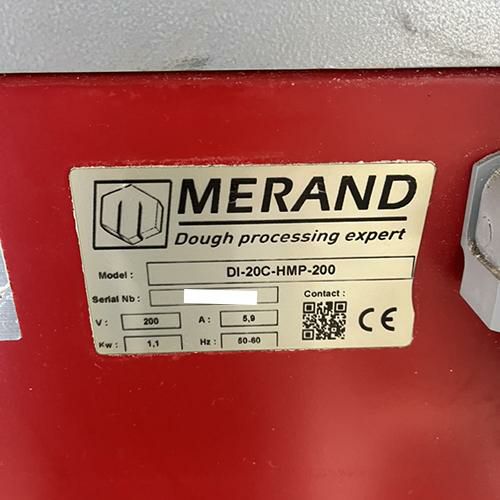 MERAND
Dough processing expert
Model : DI-20C-HMP-200
Serial Nb :
Contact :
V : 200 A : 5,9
Kw : 1,1 Hz : 50-60
CE